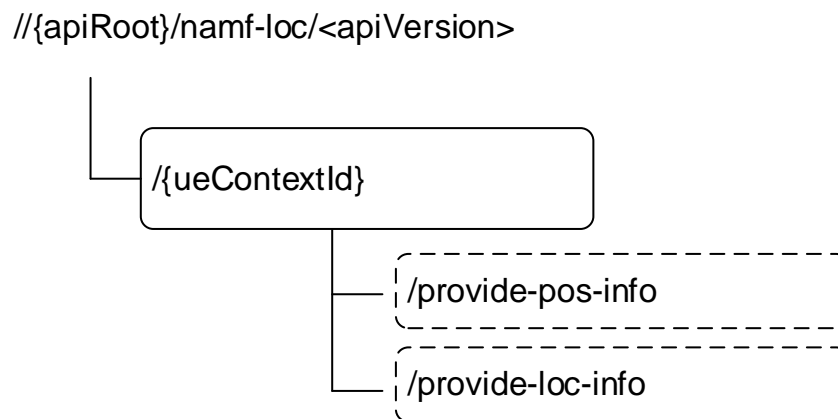 //{apiRoot}/namf-loc/<apiVersion>
/{ueContextId}
/provide-pos-info
/provide-loc-info